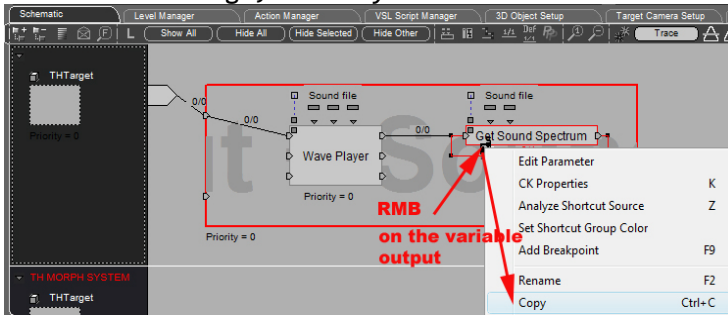 Schematic Level Manager Action Manager VSL Script Manager 3D Object Setup Target Camera Setup
L Show All Hide All Hide Selected Hide Other Def 1/1 Trace
THTarget
Sound file Sound file
0/0
0/0 0/0
Get Sound Spectrum
Wave Player
Priority = 0
Edit Parameter
CK Properties K
Priority = 0
Analyze Shortcut Source Z
RMB
Set Shortcut Group Color
on the variable
Priority = 0
Add Breakpoint F9
output
TH MORPH SYSTEM
Rename F2
THTarget
Copy Ctrl+C